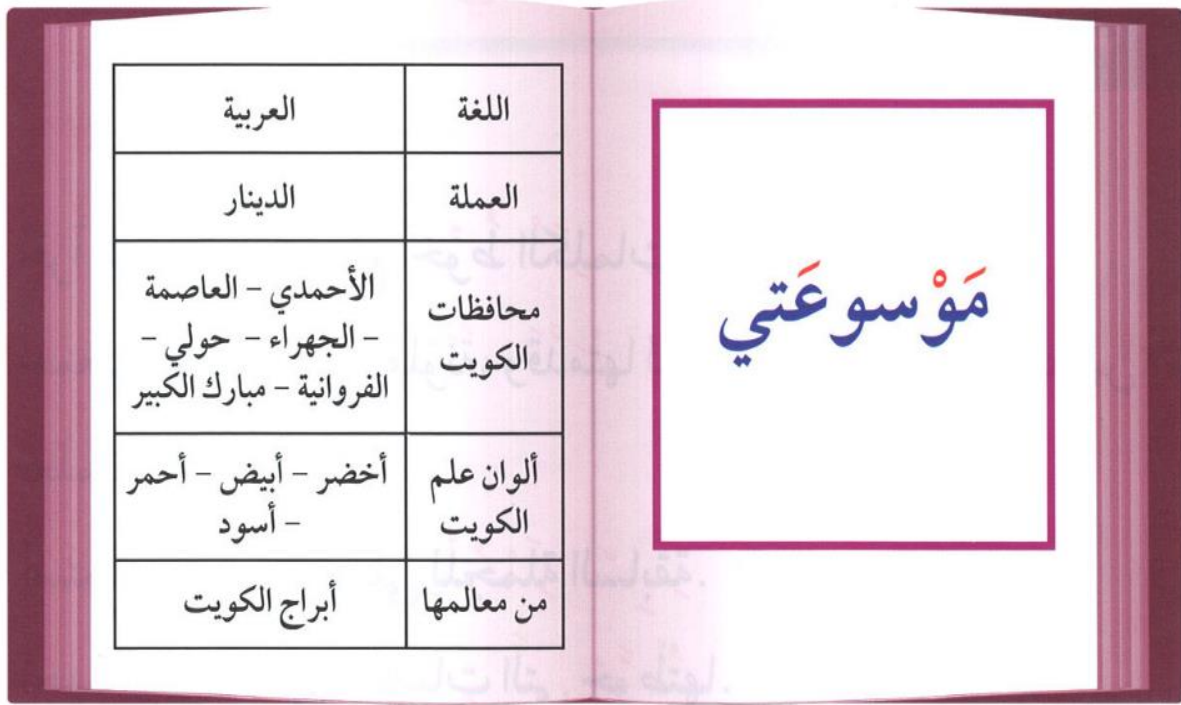 مَوْسوعَتي
اللغة العربية
العملة الدينار
محافظات الكويت
الأحمدي – العاصمة
– الجهراء – حولي –
الفروانية – مبارك الكبير
ألوان علم الكويت
أخضر – أبيض – أحمر
– أسود
من معالمها أبراج الكويت